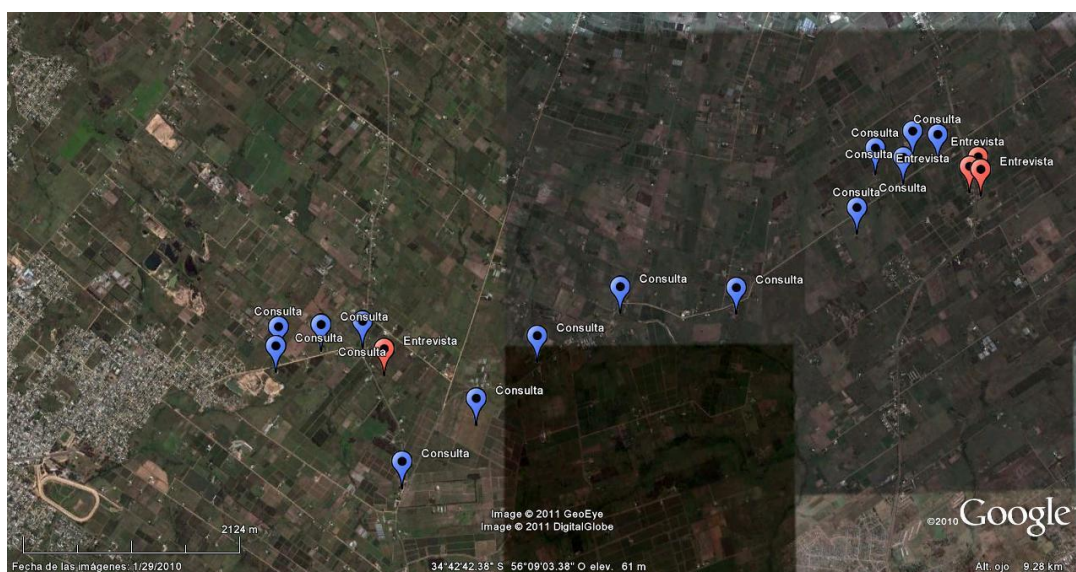 Consulta
Consulta
Entrevista
Consulta
Entrevista
Entrevista
Consulta
Consulta
Consulta
Consulta
Consulta
Consulta
Consulta
Consulta
Consulta
Entrevista
Consulta
Consulta
Image © 2011 GeoEye
Image © 2011 DigitalGlobe
©2010 Google
2124 m
Fecha de las imágenes: 1/29/2010
34°42'42.38" S 56°09'03.38" O elev. 61 m
Alt. ojo 9.28 km